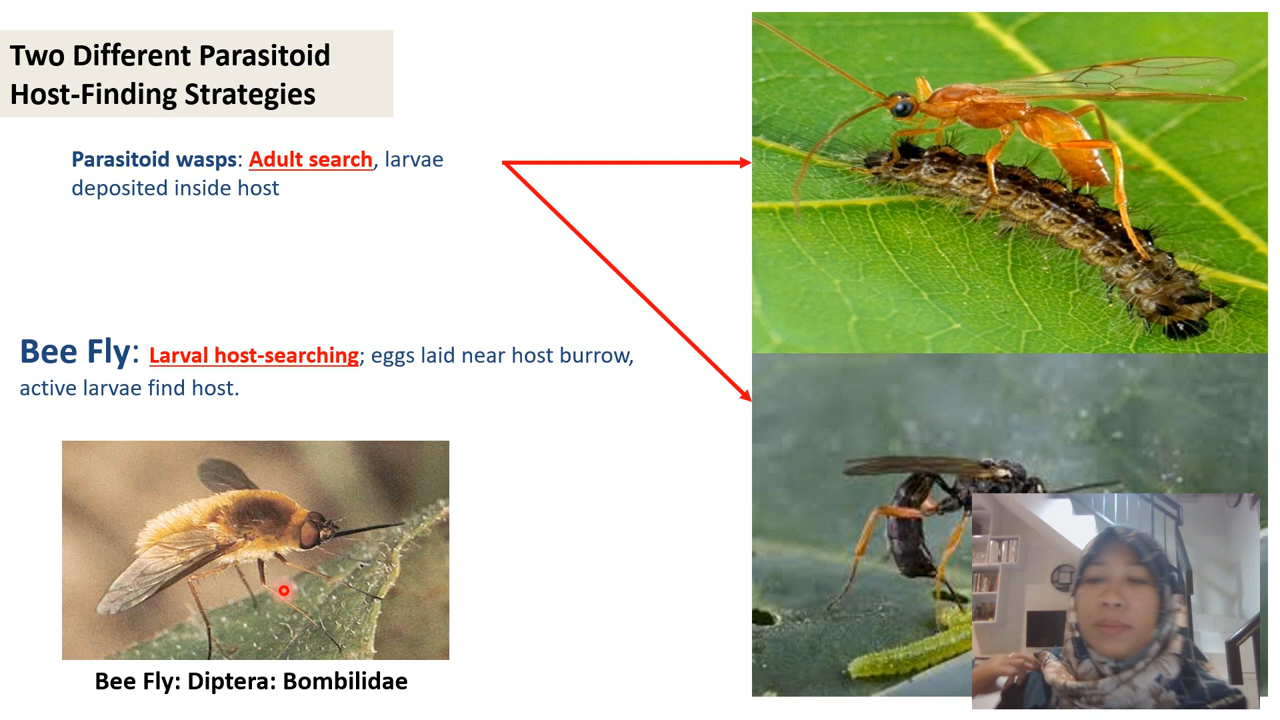 Two Different Parasitoid
Host-Finding Strategies
Parasitoid wasps: Adult search, larvae
deposited inside host
Bee Fly: Larval host-searching; eggs laid near host burrow,
active larvae find host.
Bee Fly: Diptera: Bombilidae